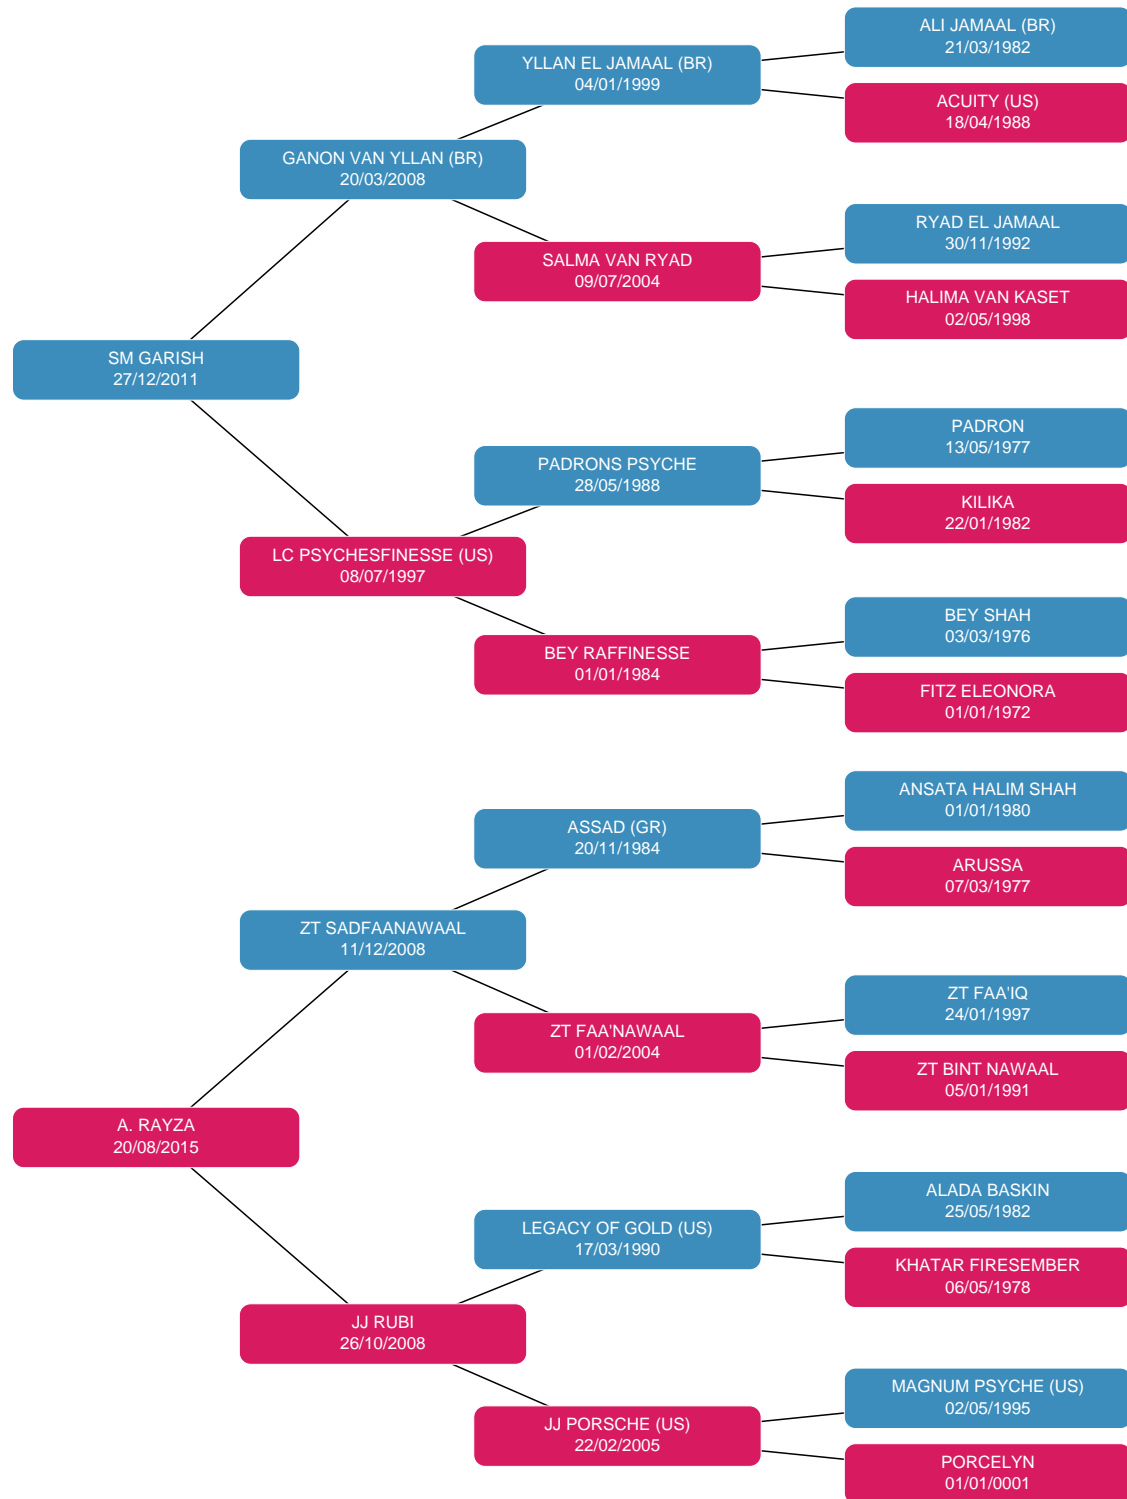 ALI JAMAAL (BR)
21/03/1982
YLLAN EL JAMAAL (BR)
04/01/1999
ACUITY (US)
18/04/1988
GANON VAN YLLAN (BR)
20/03/2008
RYAD EL JAMAAL
30/11/1992
SALMA VAN RYAD
09/07/2004
HALIMA VAN KASET
02/05/1998
SM GARISH
27/12/2011
PADRON
13/05/1977
PADRONS PSYCHE
28/05/1988
KILIKA
22/01/1982
LC PSYCHESFINESSE (US)
08/07/1997
BEY SHAH
03/03/1976
BEY RAFFINESSE
01/01/1984
FITZ ELEONORA
01/01/1972
ANSATA HALIM SHAH
01/01/1980
ASSAD (GR)
20/11/1984
ARUSSA
07/03/1977
ZT SADFAANAWAAL
11/12/2008
ZT FAA'IQ
24/01/1997
ZT FAA'NAWAAL
01/02/2004
ZT BINT NAWAAL
05/01/1991
A. RAYZA
20/08/2015
ALADA BASKIN
25/05/1982
LEGACY OF GOLD (US)
17/03/1990
KHATAR FIRESEMBER
06/05/1978
JJ RUBI
26/10/2008
MAGNUM PSYCHE (US)
02/05/1995
JJ PORSCHE (US)
22/02/2005
PORCELYN
01/01/0001